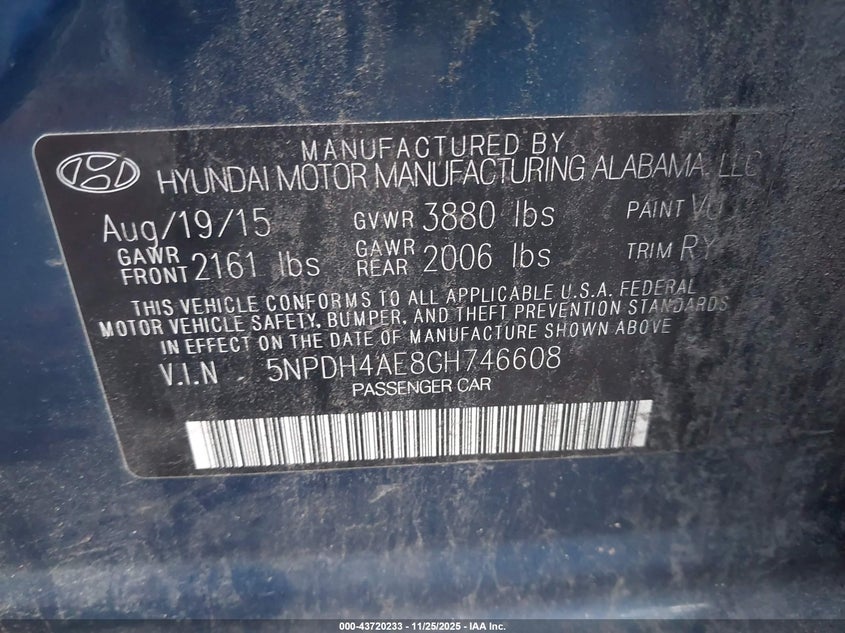 MANUFACTURED BY
HYUNDAI MOTOR MANUFACTURING ALABAMA, LLC
Aug/19/15 GVWR 3880 lbs PAINT
GAWR FRONT 2161 lbs GAWR REAR 2006 lbs TRIM RY
THIS VEHICLE CONFORMS TO ALL APPLICABLE U.S.A. FEDERAL
MOTOR VEHICLE SAFETY, BUMPER, AND THEFT PREVENTION STANDARDS
IN EFFECT ON THE DATE OF MANUFACTURE SHOWN ABOVE
V.I.N 5NPDH4AE8GH746608
PASSENGER CAR
000-43720233 - 11/25/2025 - IAA Inc.